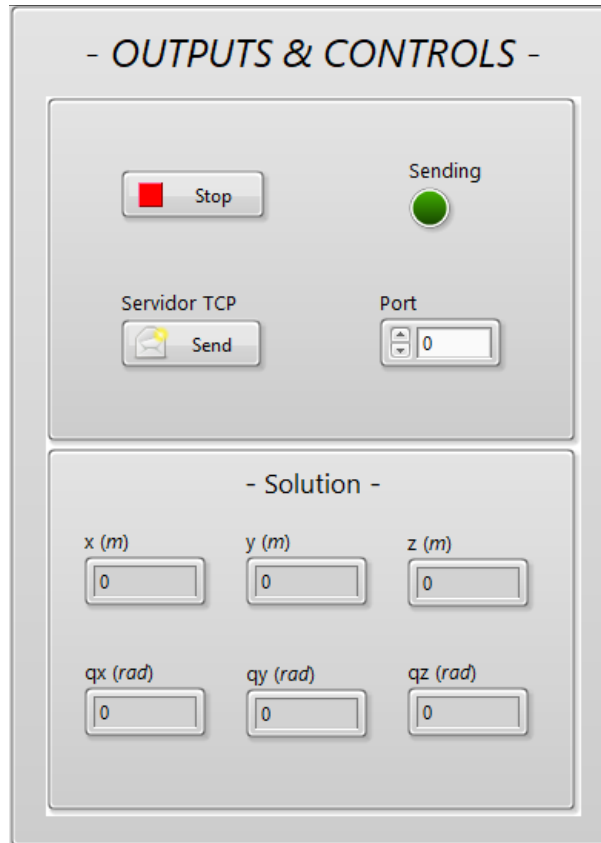 - OUTPUTS & CONTROLS -
Stop
Sending
Servidor TCP
Send
Port
0
- Solution -
x (m) y (m) z (m)
0 0 0
qx (rad) qy (rad) qz (rad)
0 0 0